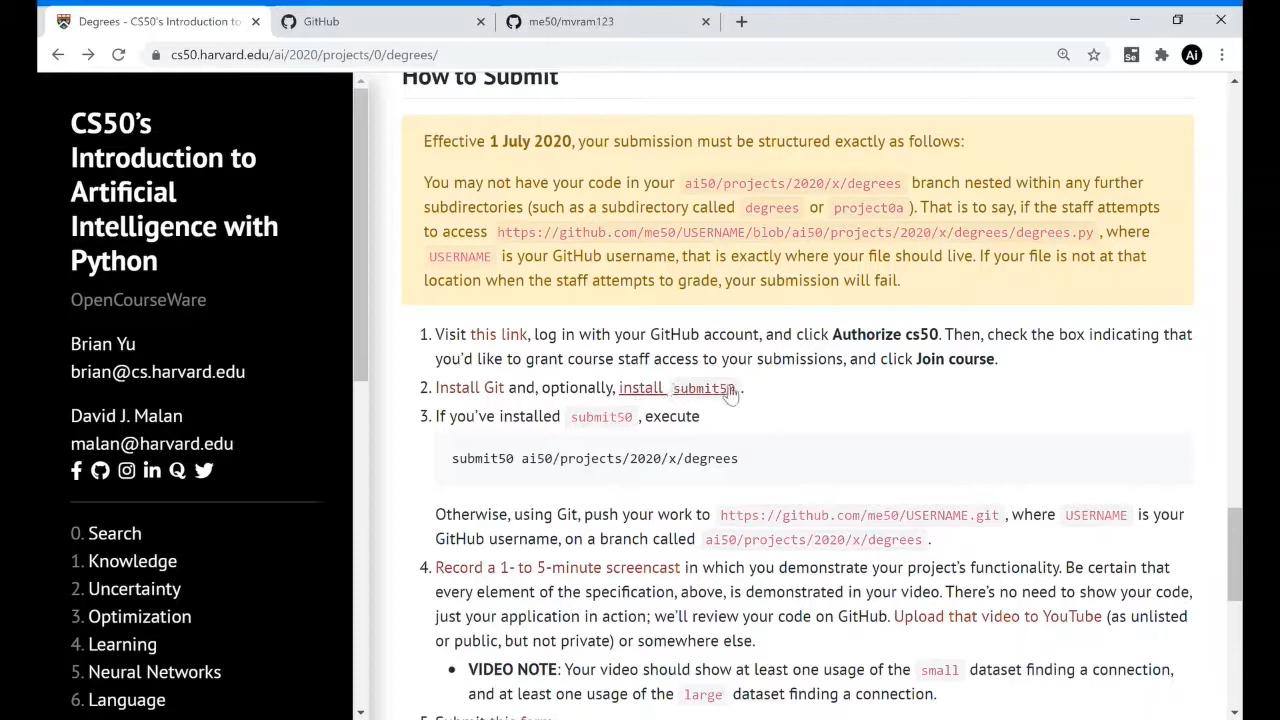 Degrees - CS50's Introduction to
GitHub
me50/mvram123
cs50.harvard.edu/ai/2020/projects/0/degrees/
Se
Ai
CS50's
Introduction to
Artificial
Intelligence with
Python
OpenCourseWare
Brian Yu
brian@cs.harvard.edu
David J. Malan
malan@harvard.edu
0. Search
1. Knowledge
2. Uncertainty
3. Optimization
4. Learning
5. Neural Networks
6. Language
How to Submit
Effective 1 July 2020, your submission must be structured exactly as follows:
You may not have your code in your ai50/projects/2020/x/degrees branch nested within any further
subdirectories (such as a subdirectory called degrees or project0a ). That is to say, if the staff attempts
to access https://github.com/me50/USERNAME/blob/ai50/projects/2020/x/degrees/degrees.py , where
USERNAME is your GitHub username, that is exactly where your file should live. If your file is not at that
location when the staff attempts to grade, your submission will fail.
1. Visit this link, log in with your GitHub account, and click Authorize cs50. Then, check the box indicating that
you'd like to grant course staff access to your submissions, and click Join course.
2. Install Git and, optionally, install submit50 .
3. If you've installed submit50 , execute
submit50 ai50/projects/2020/x/degrees
Otherwise, using Git, push your work to https://github.com/me50/USERNAME.git , where USERNAME is your
GitHub username, on a branch called ai50/projects/2020/x/degrees .
4. Record a 1- to 5-minute screencast in which you demonstrate your project's functionality. Be certain that
every element of the specification, above, is demonstrated in your video. There's no need to show your code,
just your application in action; we'll review your code on GitHub. Upload that video to YouTube (as unlisted
or public, but not private) or somewhere else.
• VIDEO NOTE: Your video should show at least one usage of the small dataset finding a connection,
and at least one usage of the large dataset finding a connection.
5. Submit this form